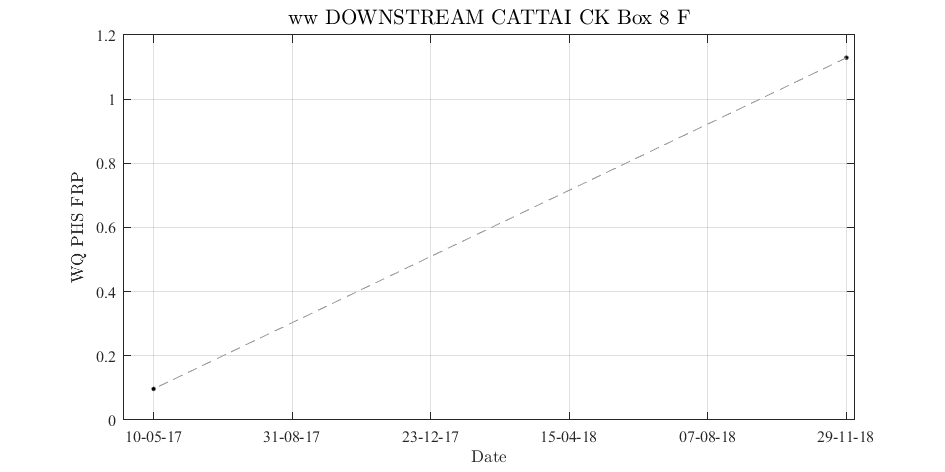 ww DOWNSTREAM CATTAI CK Box 8 F
1.2
1
0.8
0.6
0.4
0.2
0
WQ PHS FRP
10-05-17 31-08-17 23-12-17 15-04-18 07-08-18 29-11-18
Date